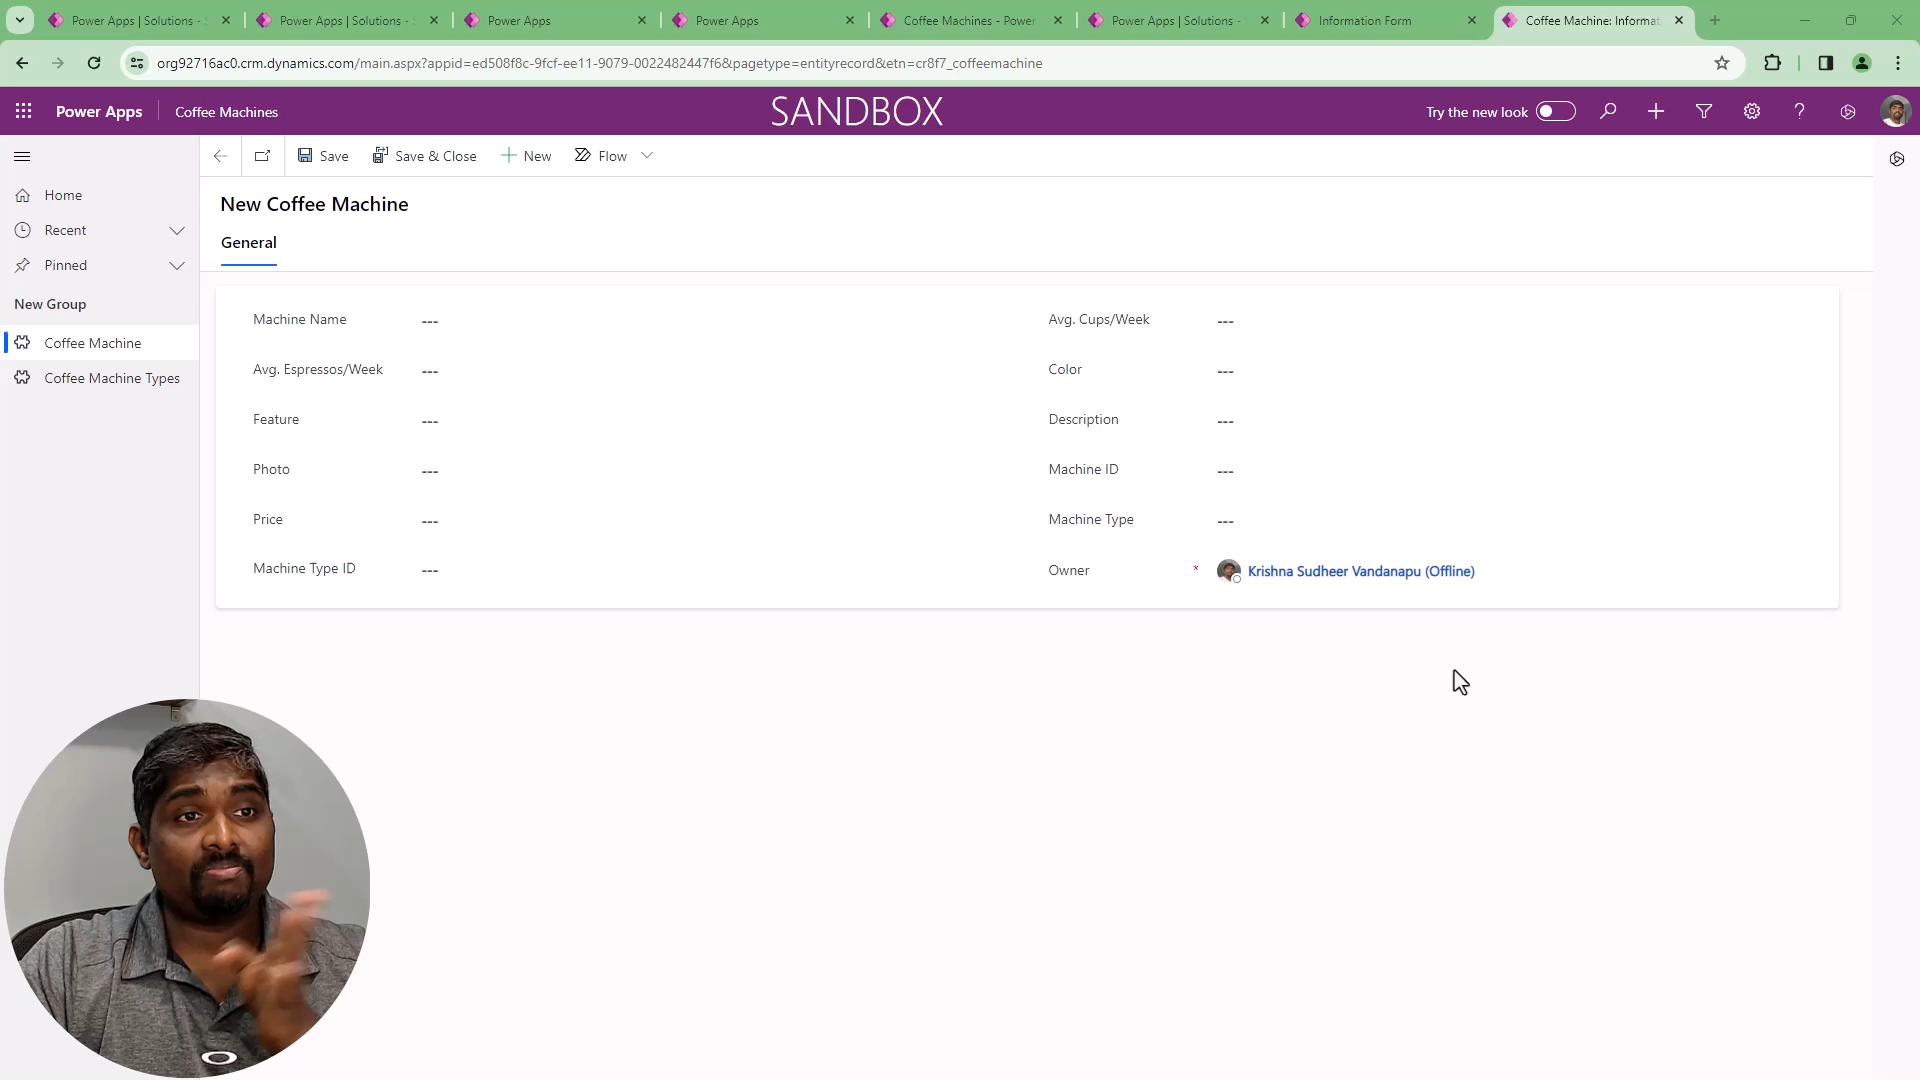 Power Apps | Solutions -
Power Apps | Solutions -
Power Apps
Power Apps
Coffee Machines - Power
Power Apps | Solutions -
Information Form
Coffee Machine: Informat
org92716ac0.crm.dynamics.com/main.aspx?appid=ed508f8c-9fcf-ee11-9079-0022482447f6&pagetype=entityrecord&etn=cr8f7_coffeemachine
Power Apps Coffee Machines SANDBOX Try the new look
Save Save & Close New Flow
Home
Recent
Pinned
New Group
Coffee Machine
Coffee Machine Types
New Coffee Machine
General
Machine Name --- Avg. Cups/Week ---
Avg. Espressos/Week --- Color ---
Feature --- Description ---
Photo --- Machine ID ---
Price --- Machine Type ---
Machine Type ID --- Owner * Krishna Sudheer Vandanapu (Offline)